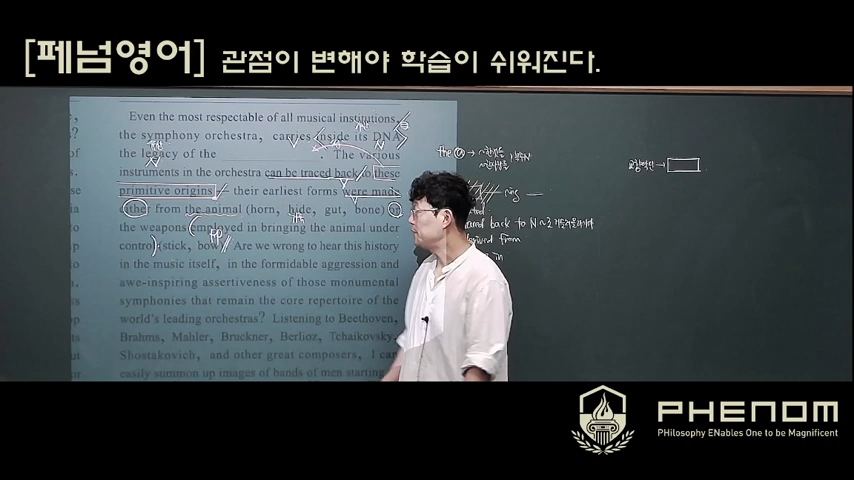 [페넘영어] 관점이 변해야 학습이 쉬워진다.
Even the most respectable of all musical institutions,
the symphony orchestra, carries inside its DNA
the legacy of the ____________. The various
instruments in the orchestra can be traced back to these
primitive origins — their earliest forms were made
either from the animal (horn, hide, gut, bone) or
the weapons employed in bringing the animal under
control (stick, bow). Are we wrong to hear this history
in the music itself, in the formidable aggression and
awe-inspiring assertiveness of those monumental
symphonies that remain the core repertoire of the
world's leading orchestras? Listening to Beethoven,
Brahms, Mahler, Bruckner, Berlioz, Tchaikovsky,
Shostakovich, and other great composers, I can
easily summon up images of bands of men starting
the
back to N
from
in
PHENOM
PHilosophy ENables One to be Magnificent